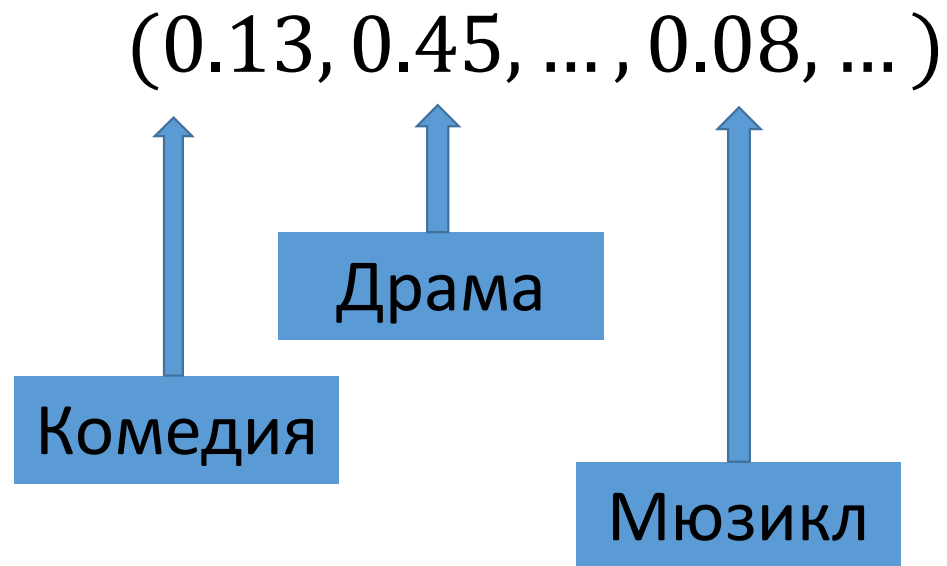 (0.13, 0.45, … , 0.08, … )
Драма
Комедия
Мюзикл